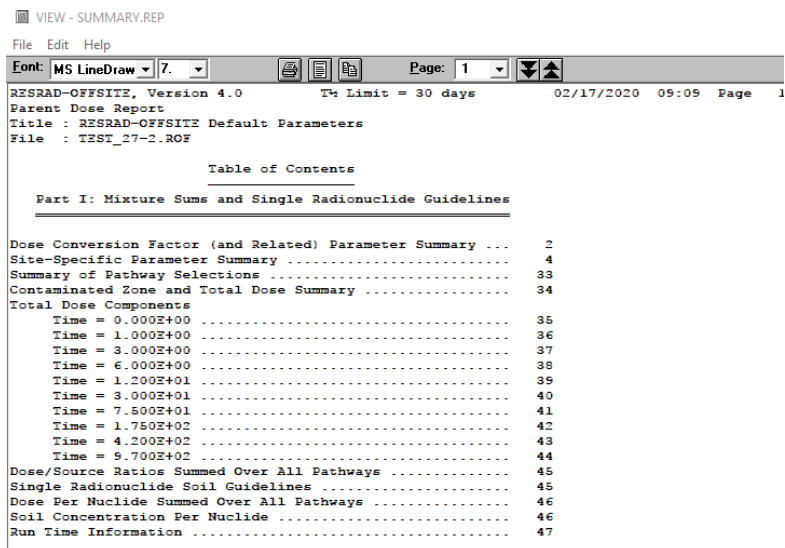 VIEW - SUMMARY.REP
File Edit Help
Font: MS LineDraw 7. Page: 1
RESRAD-OFFSITE, Version 4.0 T½ Limit = 30 days 02/17/2020 09:09 Page 1
Parent Dose Report
Title : RESRAD-OFFSITE Default Parameters
File : TEST_27-2.ROF
Table of Contents
Part I: Mixture Sums and Single Radionuclide Guidelines
Dose Conversion Factor (and Related) Parameter Summary ... 2
Site-Specific Parameter Summary .......................... 4
Summary of Pathway Selections ............................ 33
Contaminated Zone and Total Dose Summary ................. 34
Total Dose Components
Time = 0.000E+00 .................................... 35
Time = 1.000E+00 .................................... 36
Time = 3.000E+00 .................................... 37
Time = 6.000E+00 .................................... 38
Time = 1.200E+01 .................................... 39
Time = 3.000E+01 .................................... 40
Time = 7.500E+01 .................................... 41
Time = 1.750E+02 .................................... 42
Time = 4.200E+02 .................................... 43
Time = 9.700E+02 .................................... 44
Dose/Source Ratios Summed Over All Pathways .............. 45
Single Radionuclide Soil Guidelines ...................... 45
Dose Per Nuclide Summed Over All Pathways ................ 46
Soil Concentration Per Nuclide ........................... 46
Run Time Information ..................................... 47